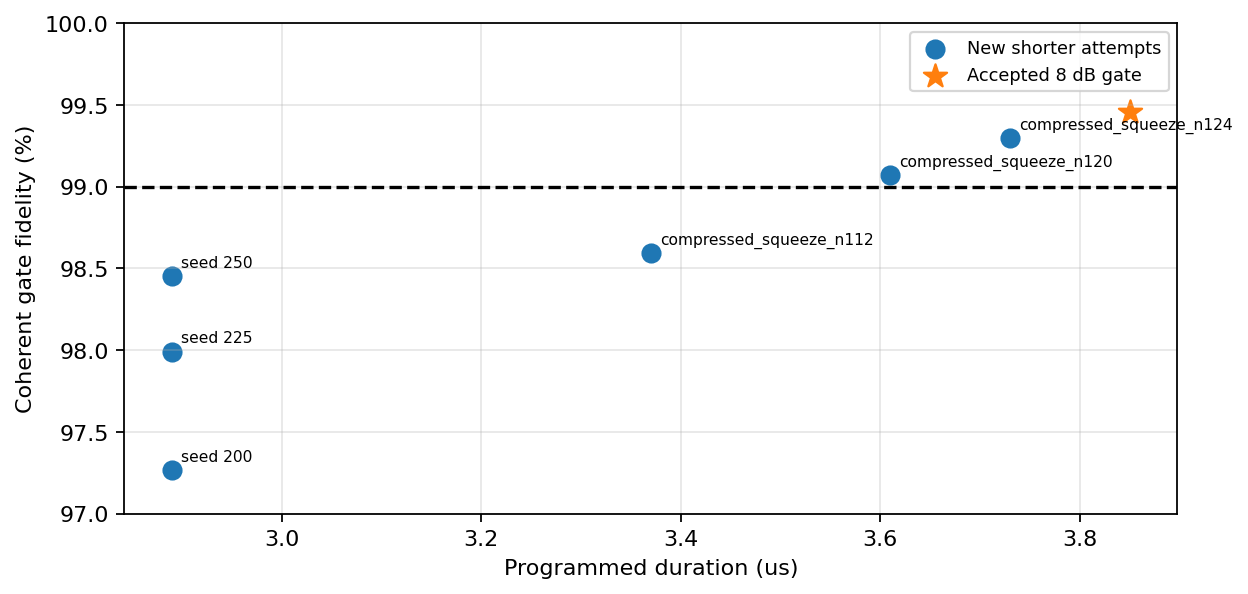 100.0
99.5
99.0
98.5
98.0
97.5
97.0
Coherent gate fidelity (%)
New shorter attempts
Accepted 8 dB gate
compressed_squeeze_n124
compressed_squeeze_n120
compressed_squeeze_n112
seed 250
seed 225
seed 200
3.0 3.2 3.4 3.6 3.8
Programmed duration (us)